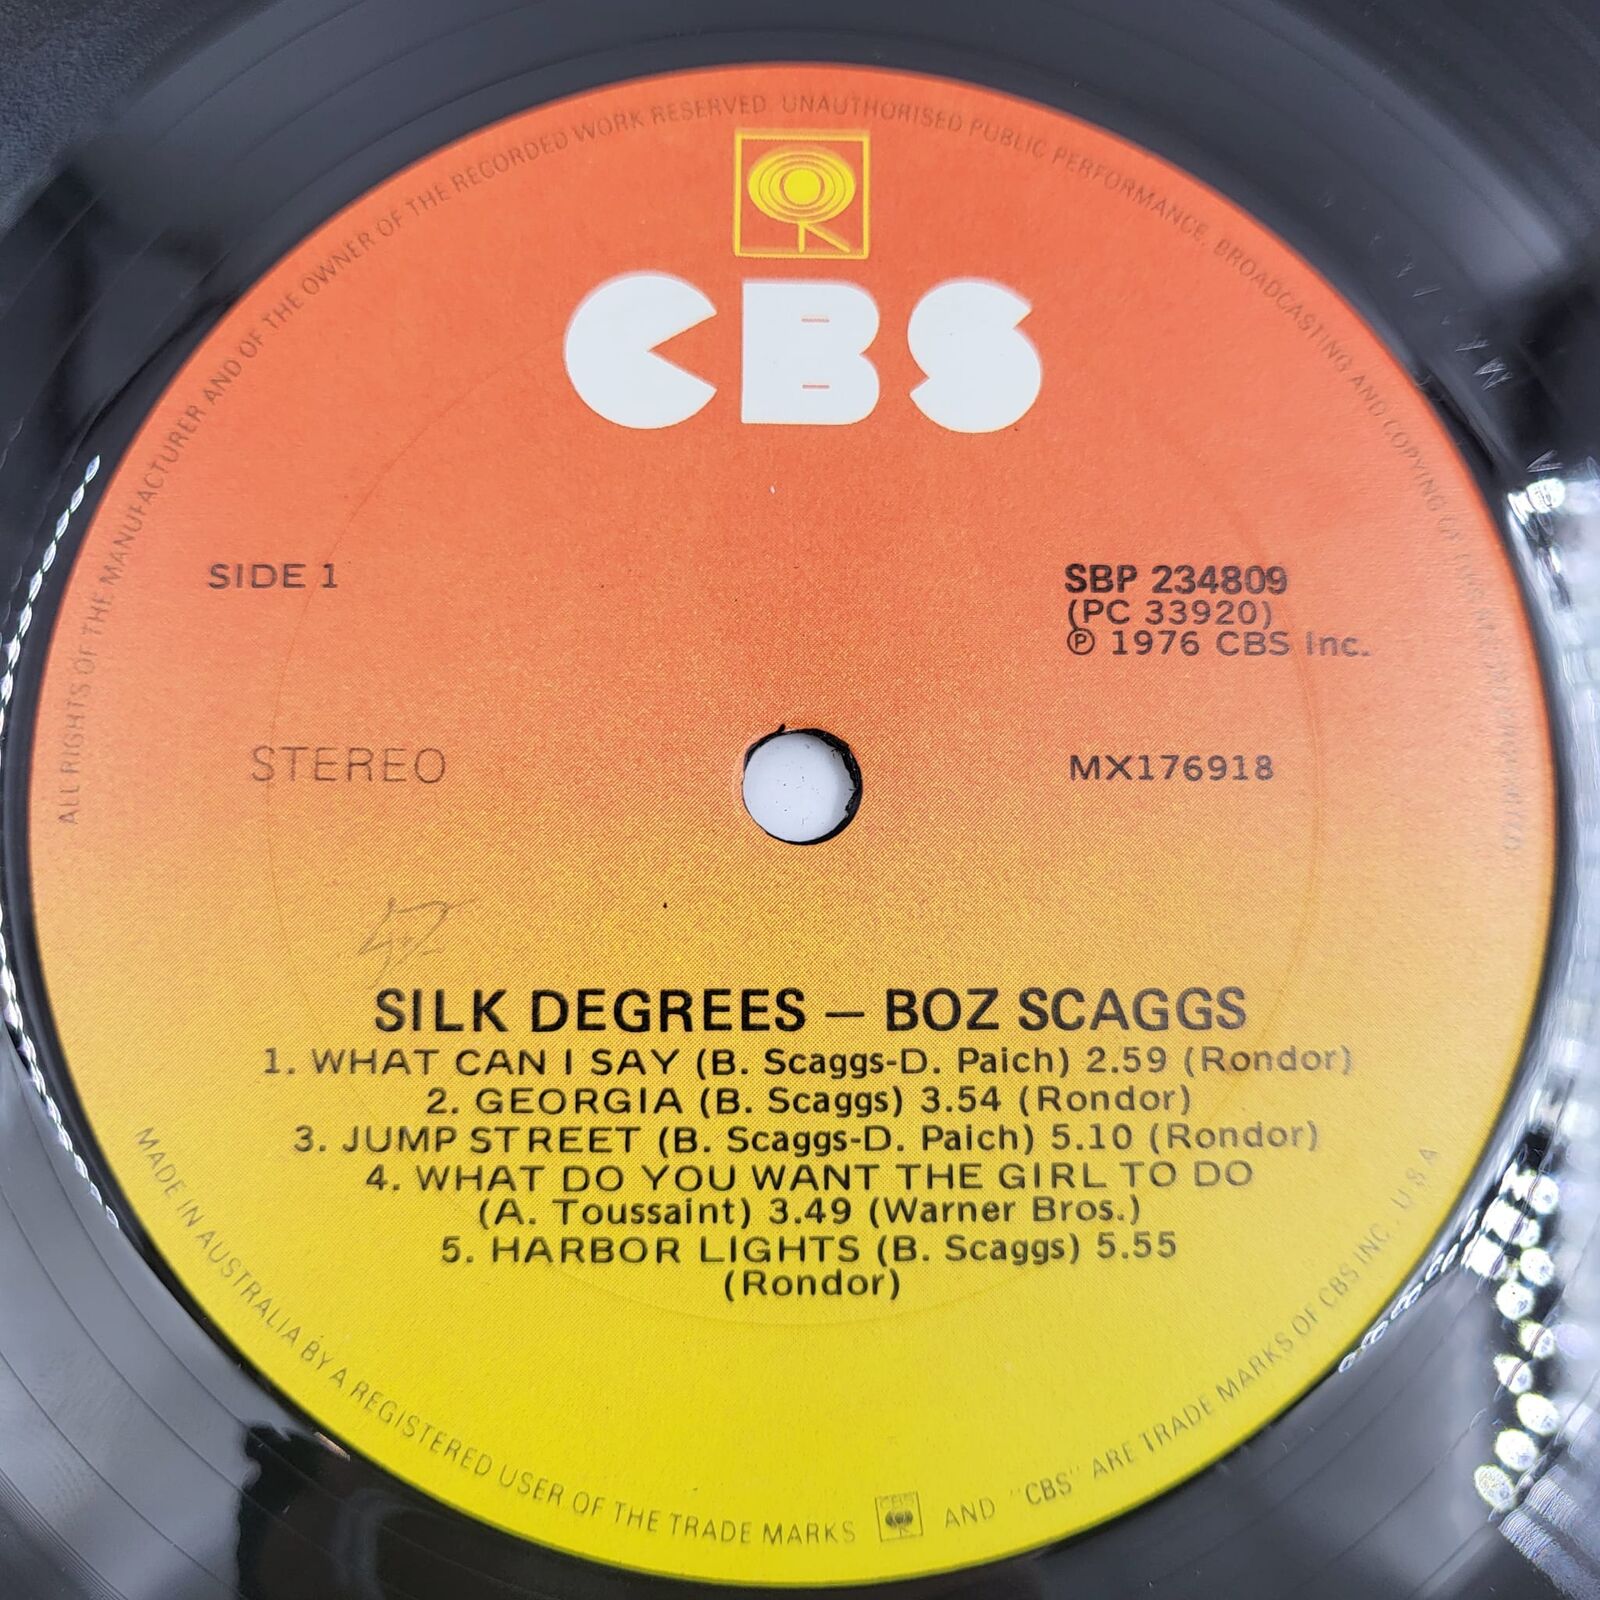 ALL RIGHTS OF THE MANUFACTURER AND OF THE OWNER OF THE RECORDED WORK RESERVED. UNAUTHORISED PUBLIC PERFORMANCE, BROADCASTING AND COPYING OF
CBS
SIDE 1
SBP 234809
(PC 33920)
℗ 1976 CBS Inc.
STEREO
MX176918
SILK DEGREES — BOZ SCAGGS
1. WHAT CAN I SAY (B. Scaggs-D. Paich) 2.59 (Rondor)
2. GEORGIA (B. Scaggs) 3.54 (Rondor)
3. JUMP STREET (B. Scaggs-D. Paich) 5.10 (Rondor)
4. WHAT DO YOU WANT THE GIRL TO DO
(A. Toussaint) 3.49 (Warner Bros.)
5. HARBOR LIGHTS (B. Scaggs) 5.55
(Rondor)
MADE IN AUSTRALIA BY A REGISTERED USER OF THE TRADE MARKS CBS AND "CBS" ARE TRADE MARKS OF CBS INC. U.S.A